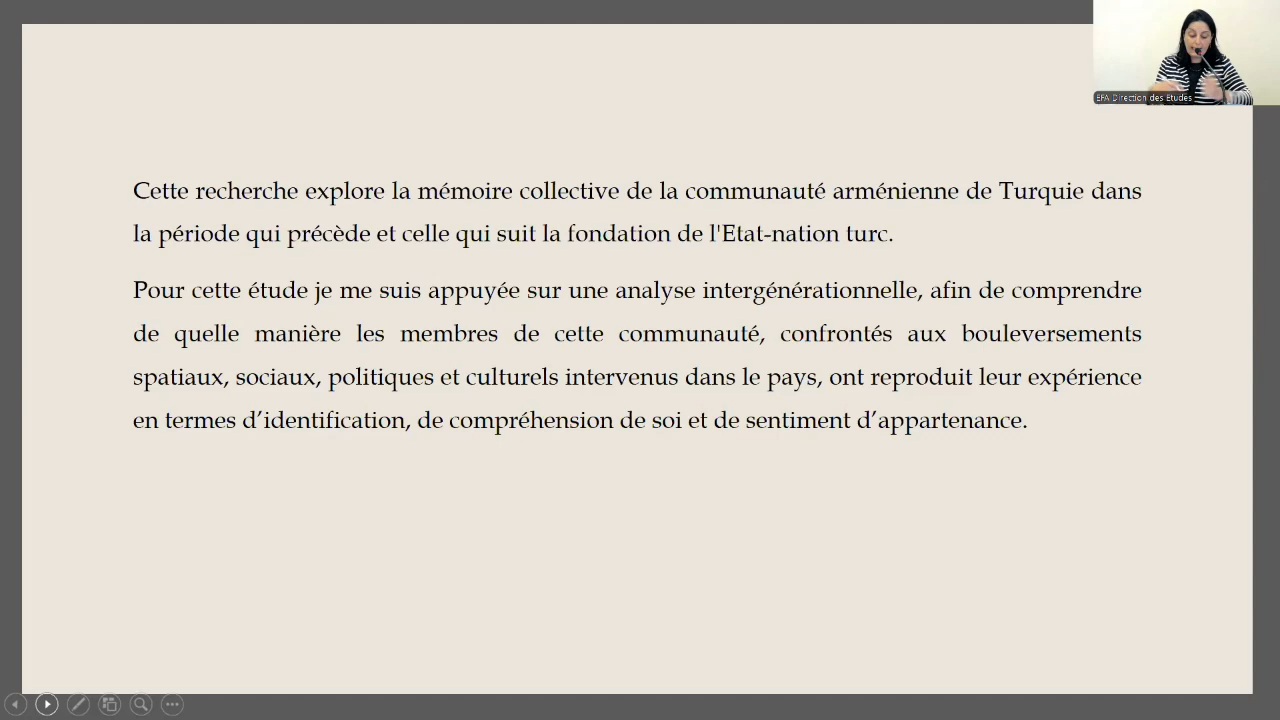 EFA Direction des Etudes
Cette recherche explore la mémoire collective de la communauté arménienne de Turquie dans
la période qui précède et celle qui suit la fondation de l'Etat-nation turc.
Pour cette étude je me suis appuyée sur une analyse intergénérationnelle, afin de comprendre
de quelle manière les membres de cette communauté, confrontés aux bouleversements
spatiaux, sociaux, politiques et culturels intervenus dans le pays, ont reproduit leur expérience
en termes d’identification, de compréhension de soi et de sentiment d’appartenance.